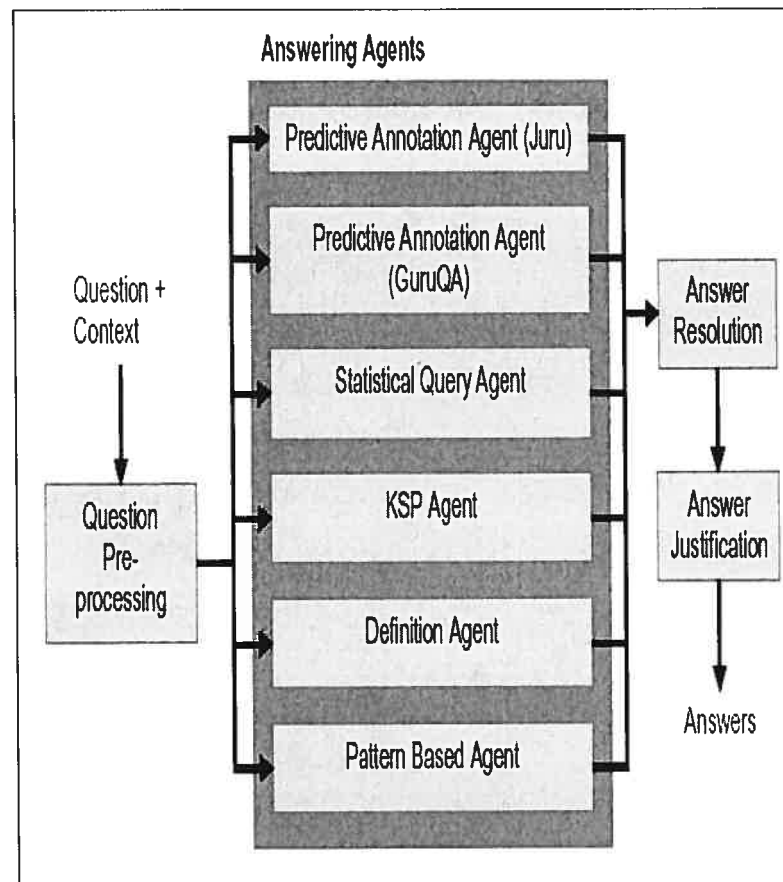 Answering Agents
Predictive Annotation Agent (Juru)
Predictive Annotation Agent
(GuruQA)
Statistical Query Agent
KSP Agent
Definition Agent
Pattern Based Agent
Question +
Context
Question
Pre-
processing
Answer
Resolution
Answer
Justification
Answers